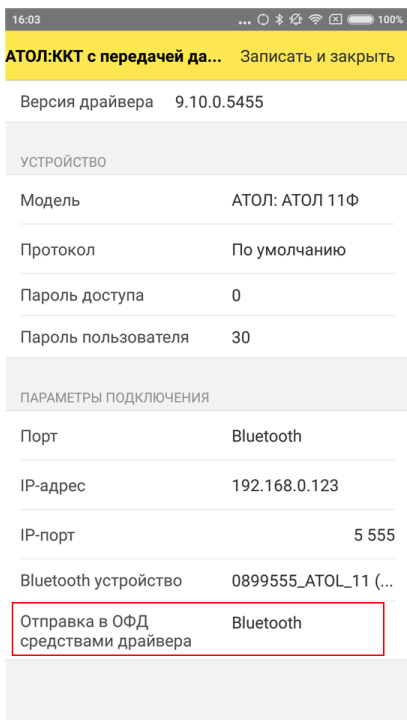 16:03 ... 100%
АТОЛ:ККТ с передачей да... Записать и закрыть
Версия драйвера 9.10.0.5455
УСТРОЙСТВО
Модель АТОЛ: АТОЛ 11Ф
Протокол По умолчанию
Пароль доступа 0
Пароль пользователя 30
ПАРАМЕТРЫ ПОДКЛЮЧЕНИЯ
Порт Bluetooth
IP-адрес 192.168.0.123
IP-порт 5 555
Bluetooth устройство 0899555_ATOL_11 (...
Отправка в ОФД Bluetooth
средствами драйвера